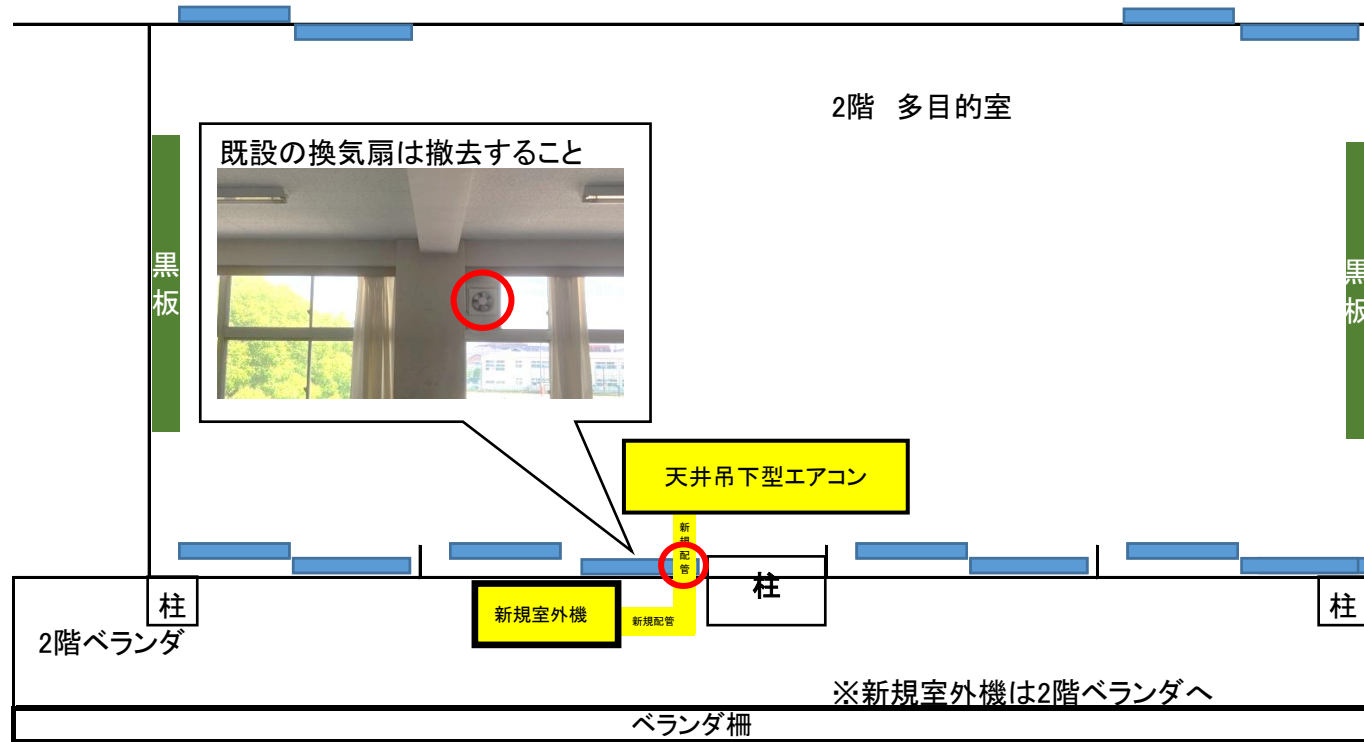 2階 多目的室
既設の換気扇は撤去すること
黒板
黒板
天井吊下型エアコン
新規配管
柱
柱
新規室外機
新規配管
柱
2階ベランダ
※新規室外機は2階ベランダへ
ベランダ柵